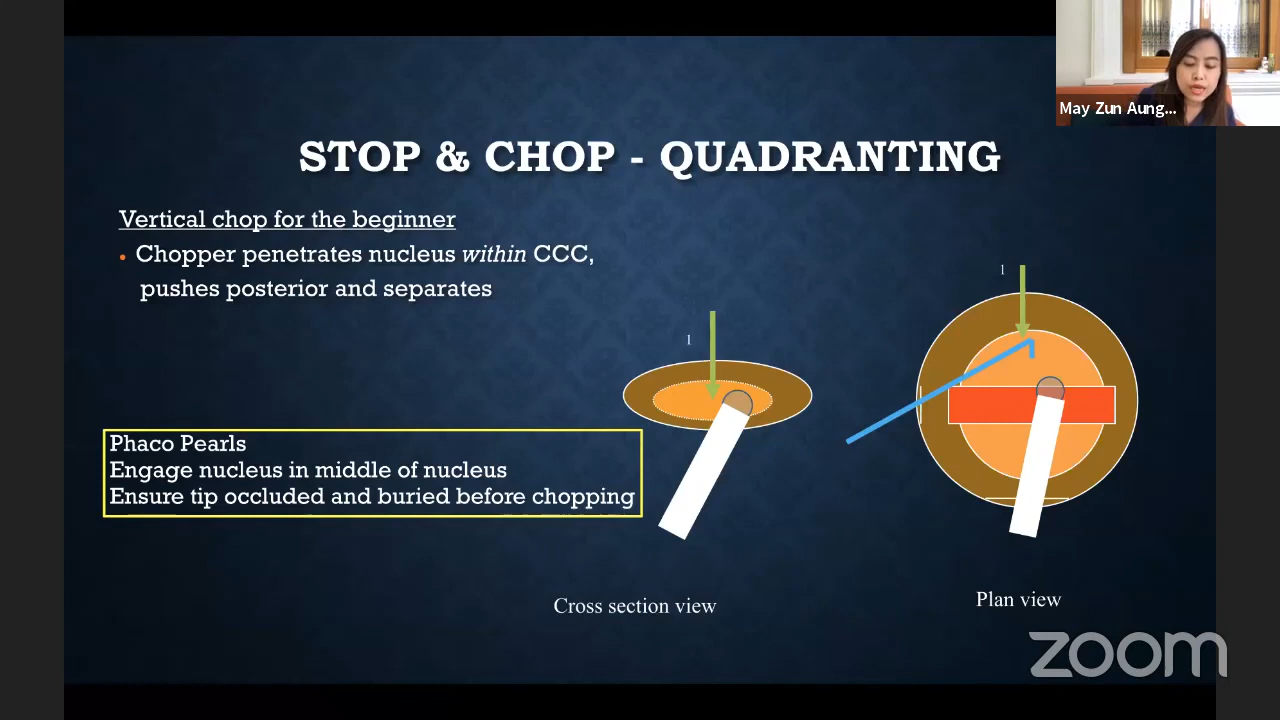 May Zun Aung...
STOP & CHOP - QUADRANTING
Vertical chop for the beginner
• Chopper penetrates nucleus within CCC,
pushes posterior and separates
1
1
Phaco Pearls
Engage nucleus in middle of nucleus
Ensure tip occluded and buried before chopping
Cross section view
Plan view
zoom